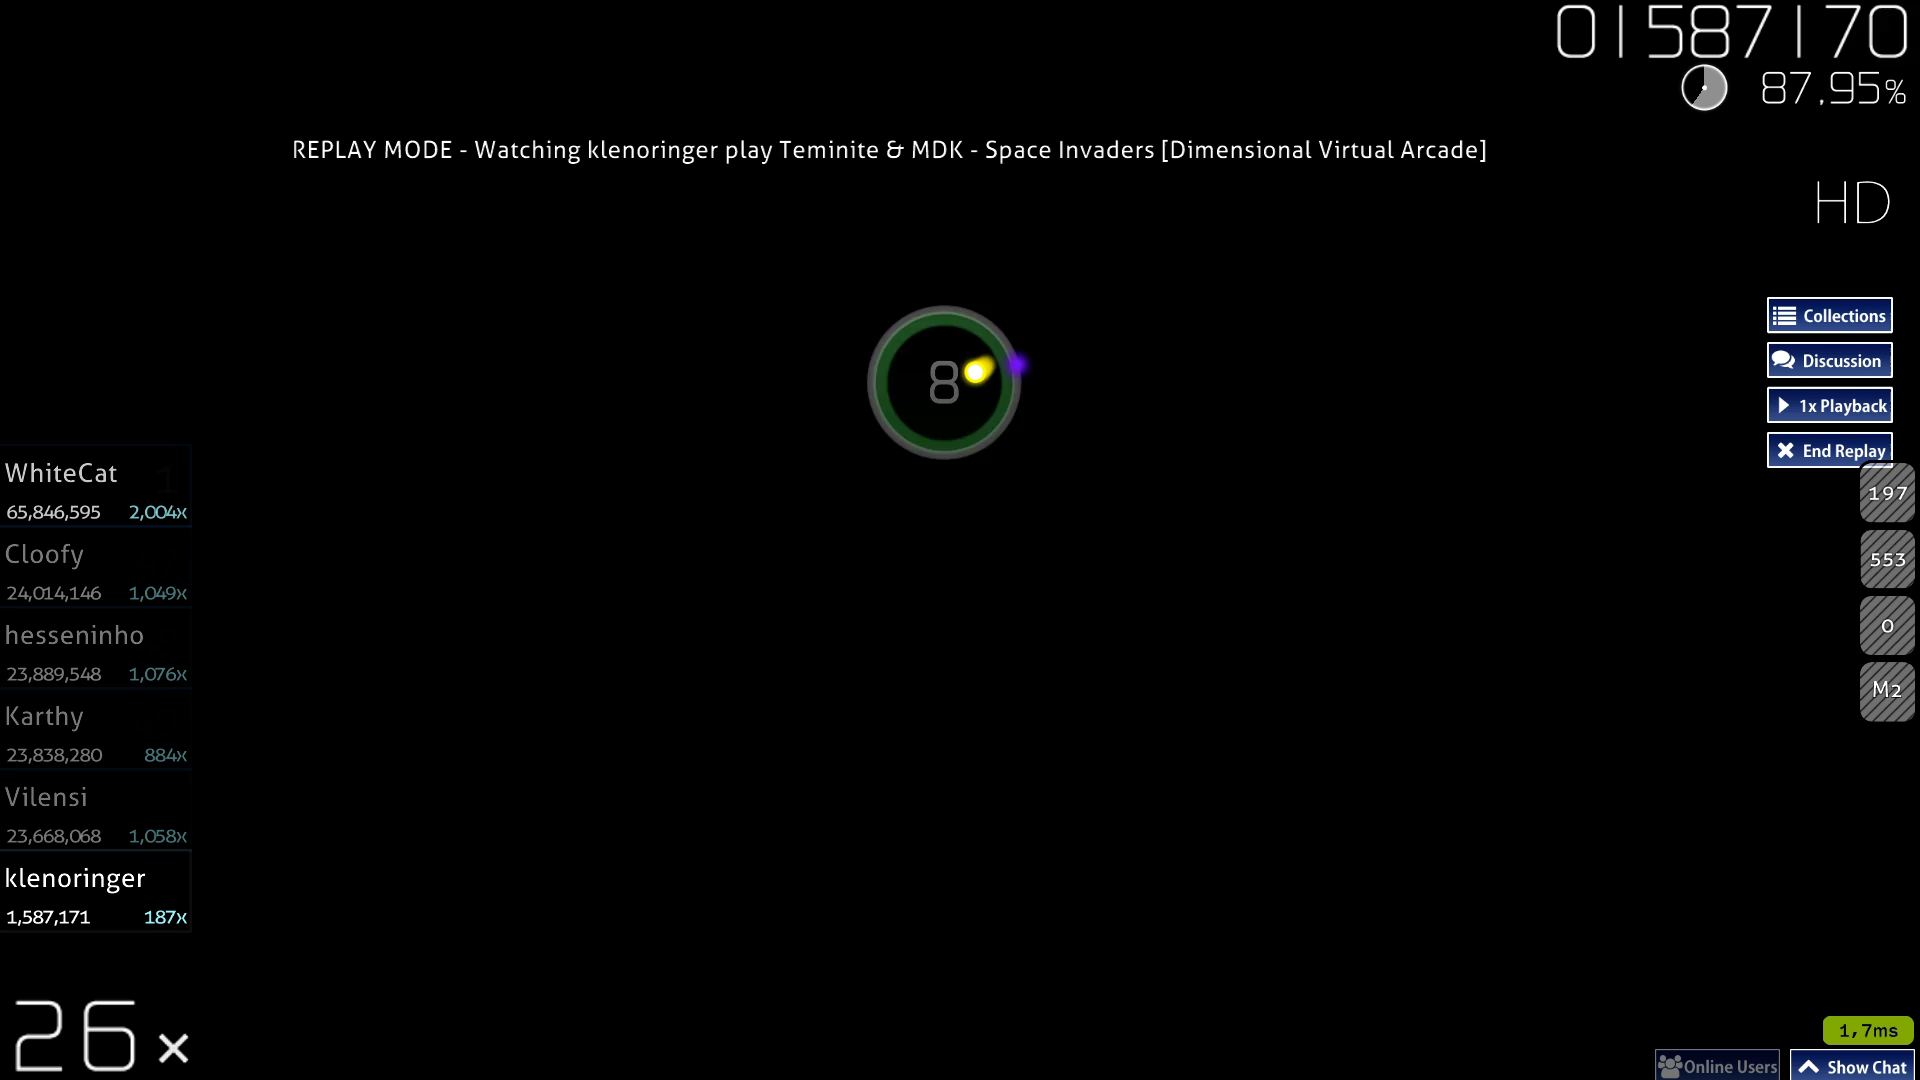 01587170
87,95%
REPLAY MODE - Watching klenoringer play Teminite & MDK - Space Invaders [Dimensional Virtual Arcade]
HD
8
Collections
Discussion
1x Playback
End Replay
197
553
0
M2
WhiteCat 1
65,846,595 2,004x
Cloofy
24,014,146 1,049x
hesseninho
23,889,548 1,076x
Karthy
23,838,280 884x
Vilensi
23,668,068 1,058x
klenoringer
1,587,171 187x
26x
1,7ms
Online Users
Show Chat